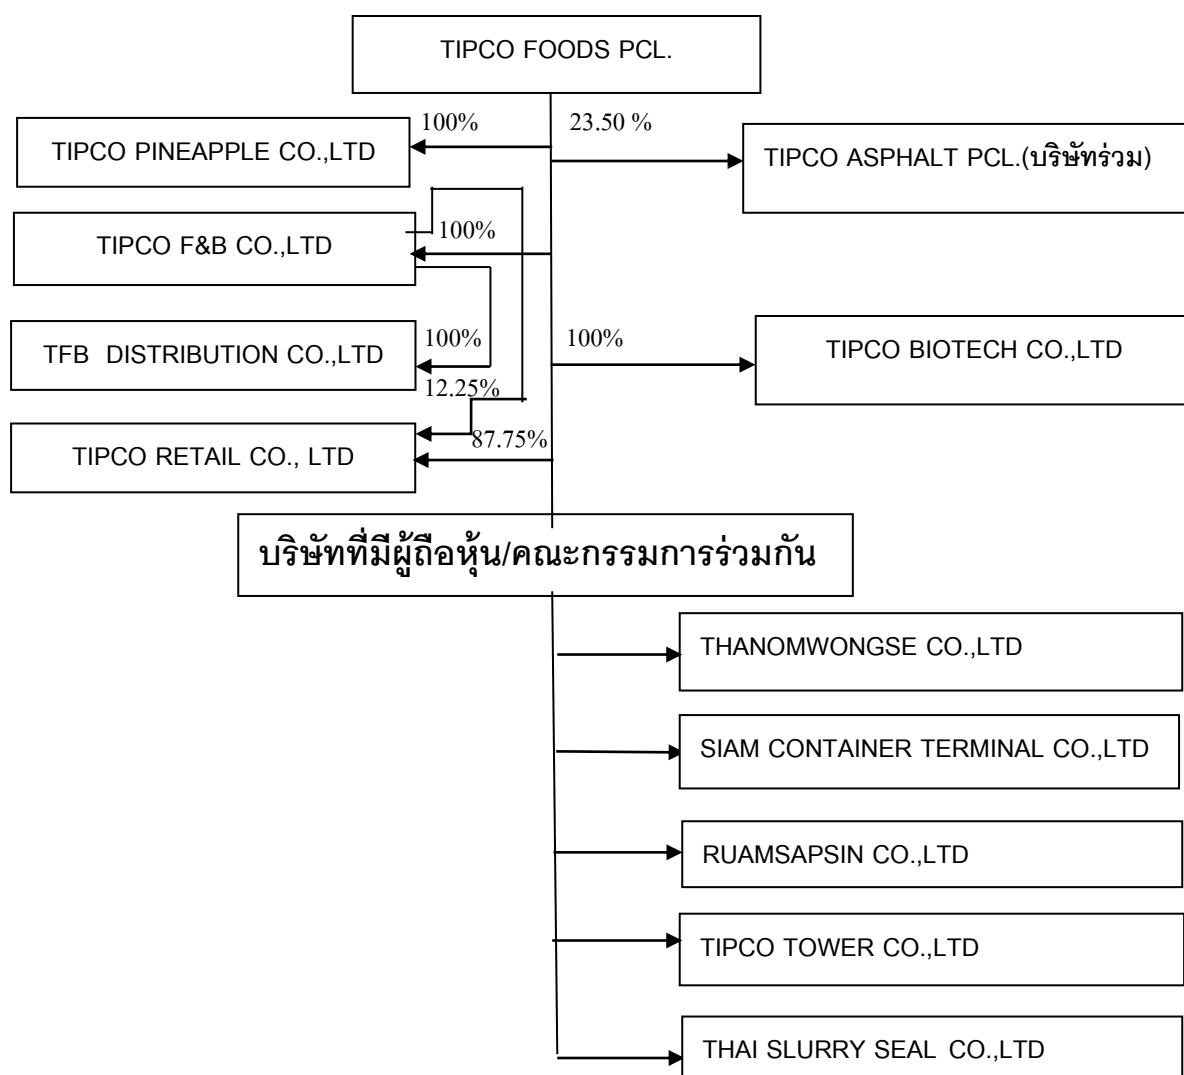 TIPCO FOODS PCL.
100%
23.50 %
TIPCO PINEAPPLE CO.,LTD
TIPCO ASPHALT PCL.(บริษัทร่วม)
TIPCO F&B CO.,LTD
100%
TFB DISTRIBUTION CO.,LTD
100%
100%
TIPCO BIOTECH CO.,LTD
12.25%
TIPCO RETAIL CO., LTD
87.75%
บริษัทที่มีผู้ถือหุ้น/คณะกรรมการร่วมกัน
THANOMWONGSE CO.,LTD
SIAM CONTAINER TERMINAL CO.,LTD
RUAMSAPSIN CO.,LTD
TIPCO TOWER CO.,LTD
THAI SLURRY SEAL CO.,LTD